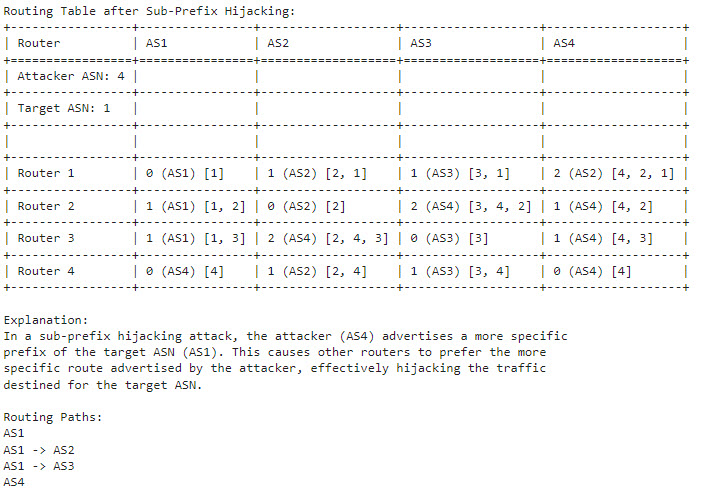 Routing Table after Sub-Prefix Hijacking:
+-----------------+---------------+-------------------+-------------------+------------------+
| Router          | AS1           | AS2               | AS3               | AS4              |
+=================+===============+===================+===================+==================+
| Attacker ASN: 4 |               |                   |                   |                  |
+-----------------+---------------+-------------------+-------------------+------------------+
| Target ASN: 1   |               |                   |                   |                  |
+-----------------+---------------+-------------------+-------------------+------------------+
|                 |               |                   |                   |                  |
+-----------------+---------------+-------------------+-------------------+------------------+
| Router 1        | 0 (AS1) [1]   | 1 (AS2) [2, 1]    | 1 (AS3) [3, 1]    | 2 (AS2) [4, 2, 1] |
+-----------------+---------------+-------------------+-------------------+------------------+
| Router 2        | 1 (AS1) [1, 2] | 0 (AS2) [2]       | 2 (AS4) [3, 4, 2] | 1 (AS4) [4, 2]   |
+-----------------+---------------+-------------------+-------------------+------------------+
| Router 3        | 1 (AS1) [1, 3] | 2 (AS4) [2, 4, 3] | 0 (AS3) [3]       | 1 (AS4) [4, 3]   |
+-----------------+---------------+-------------------+-------------------+------------------+
| Router 4        | 0 (AS4) [4]   | 1 (AS2) [2, 4]    | 1 (AS3) [3, 4]    | 0 (AS4) [4]      |
+-----------------+---------------+-------------------+-------------------+------------------+
Explanation:
In a sub-prefix hijacking attack, the attacker (AS4) advertises a more specific
prefix of the target ASN (AS1). This causes other routers to prefer the more
specific route advertised by the attacker, effectively hijacking the traffic
destined for the target ASN.
Routing Paths:
AS1
AS1 -> AS2
AS1 -> AS3
AS4